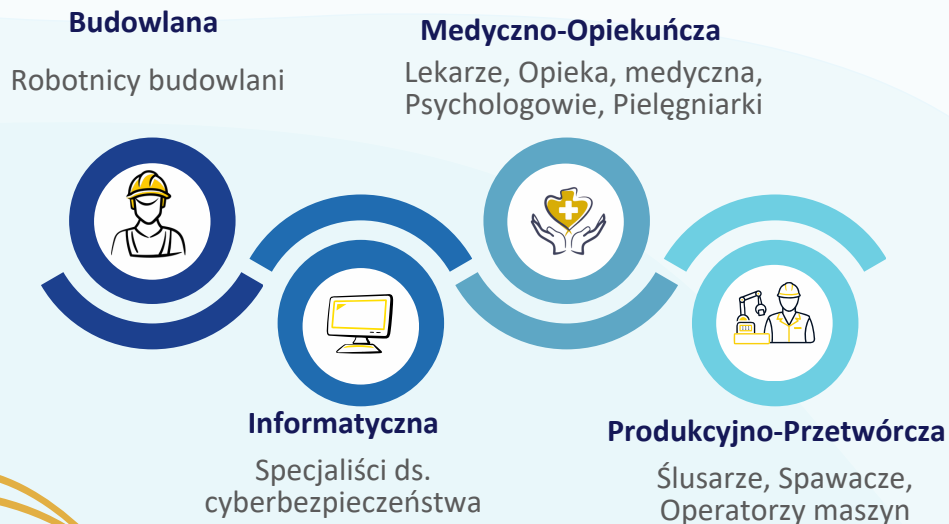 Budowlana
Robotnicy budowlani
Medyczno-Opiekuńcza
Lekarze, Opieka, medyczna,
Psychologowie, Pielęgniarki
Informatyczna
Specjaliści ds.
cyberbezpieczeństwa
Produkcyjno-Przetwórcza
Ślusarze, Spawacze,
Operatorzy maszyn